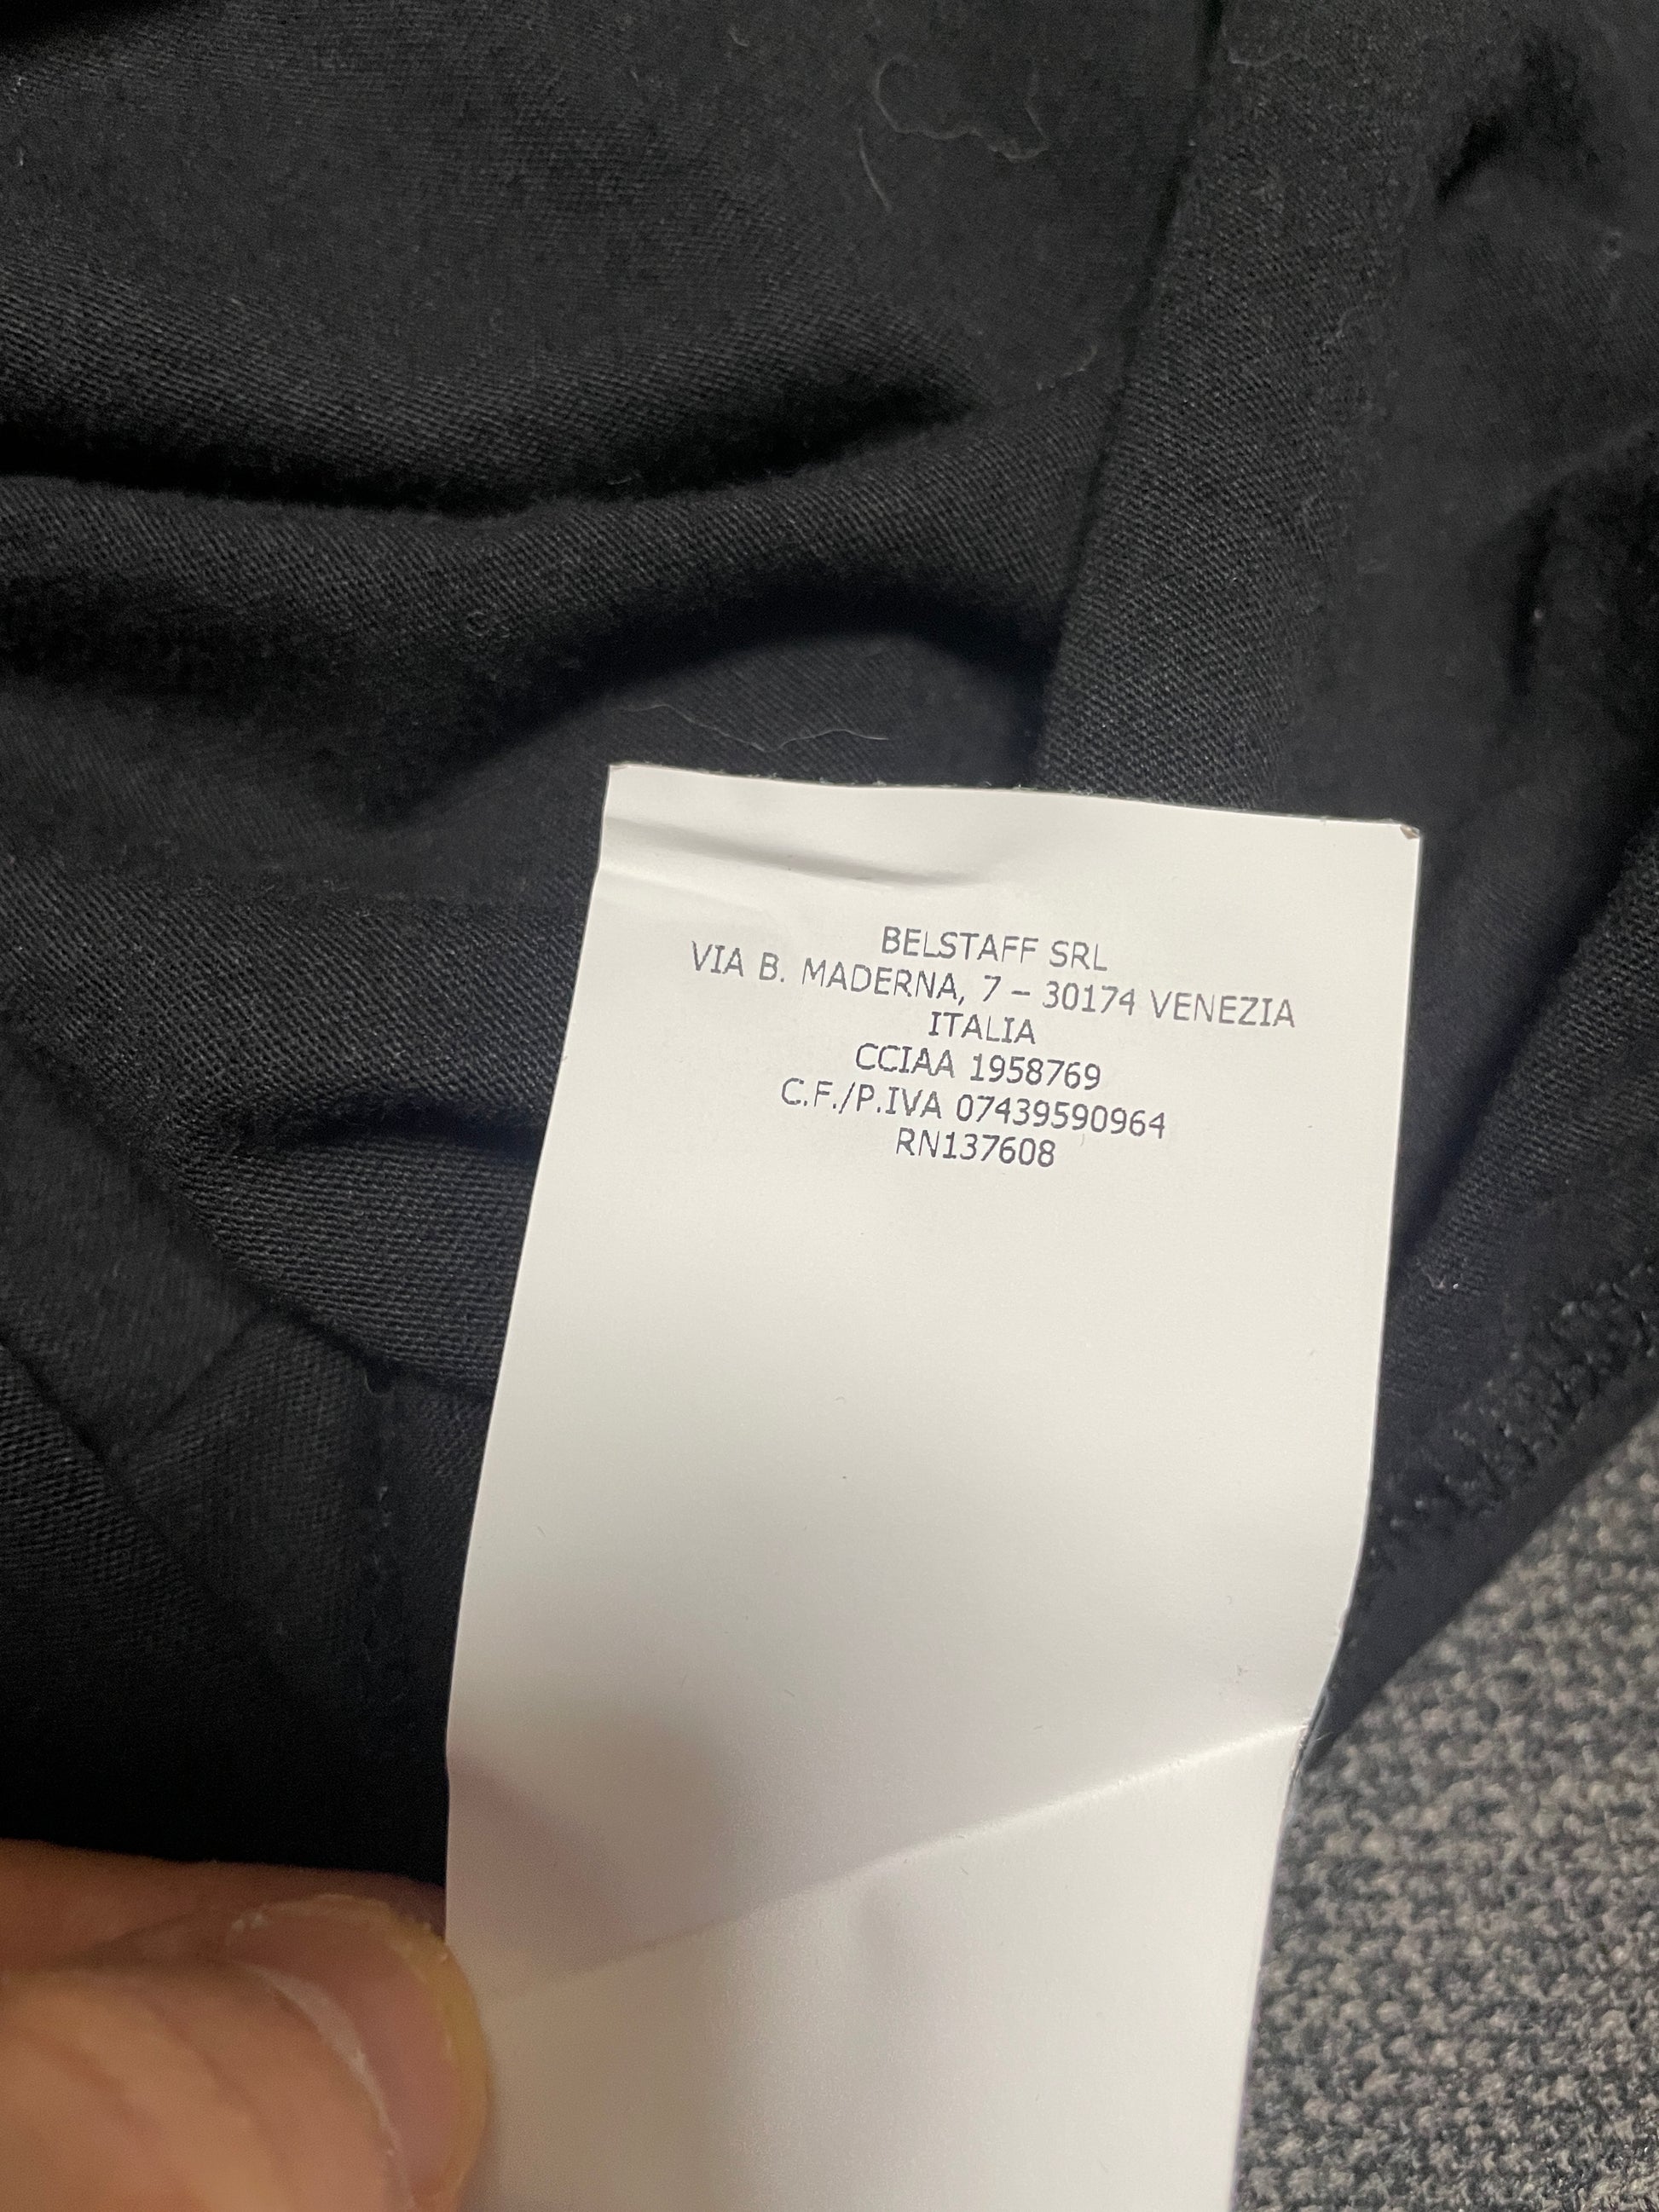 BELSTAFF SRL
VIA B. MADERNA, 7 – 30174 VENEZIA
ITALIA
CCIAA 1958769
C.F./P.IVA 07439590964
RN137608